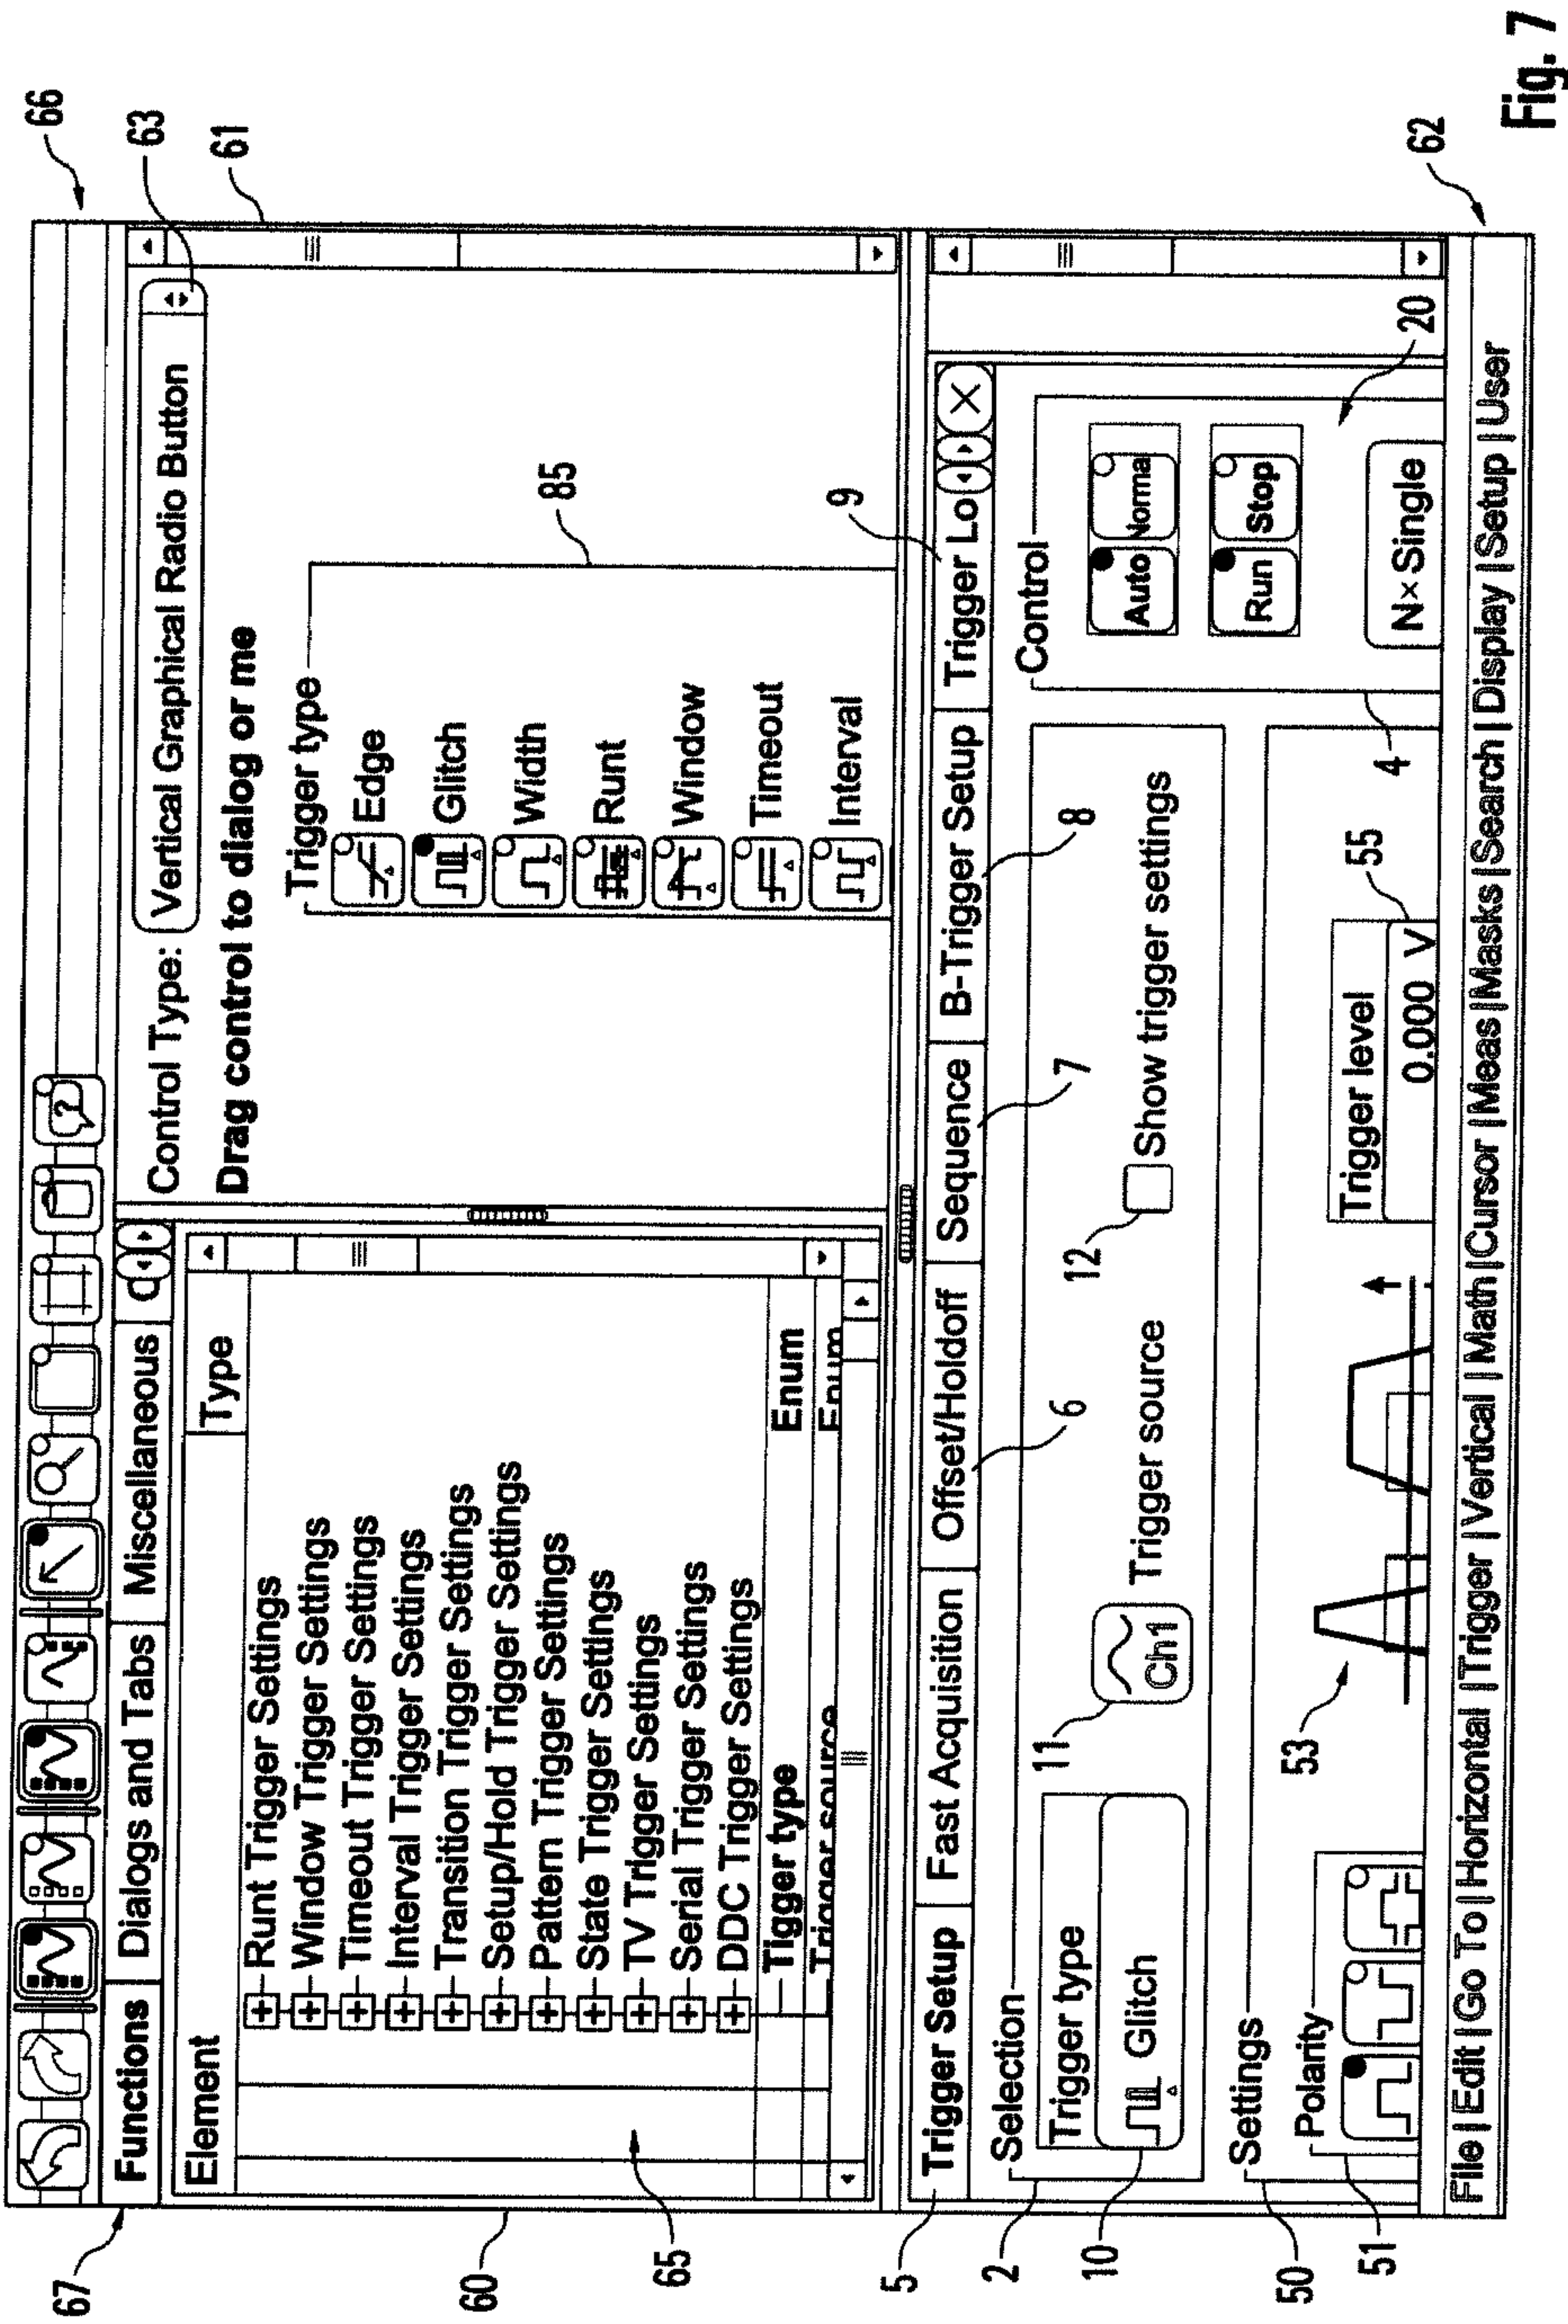 66
63
67
Functions
Dialogs and Tabs
Miscellaneous
?
61
Control Type: Vertical Graphical Radio Button
Drag control to dialog or me
Element
Type
Runt Trigger Settings
Window Trigger Settings
Timeout Trigger Settings
Interval Trigger Settings
Transition Trigger Settings
Setup/Hold Trigger Settings
Pattern Trigger Settings
State Trigger Settings
TV Trigger Settings
Serial Trigger Settings
DDC Trigger Settings
Tigger type
Enum
Trigger source
Enum
60
65
Trigger type
Edge
Glitch
Width
Runt
Window
Timeout
Interval
85
9
5
Trigger Setup
Fast Acquisition
Offset/Holdoff
Sequence
B-Trigger Setup
Trigger Lo
6
7
8
2
Selection
Trigger type
Glitch
10
11
Ch1
Trigger source
12
Show trigger settings
Control
Auto
Norma
Run
Stop
N×Single
20
4
50
Settings
51
Polarity
53
Trigger level
0.000 V
55
File|Edit|Go To|Horizontal|Trigger|Vertical|Math|Cursor|Meas|Masks|Search|Display|Setup|User
62
Fig. 7